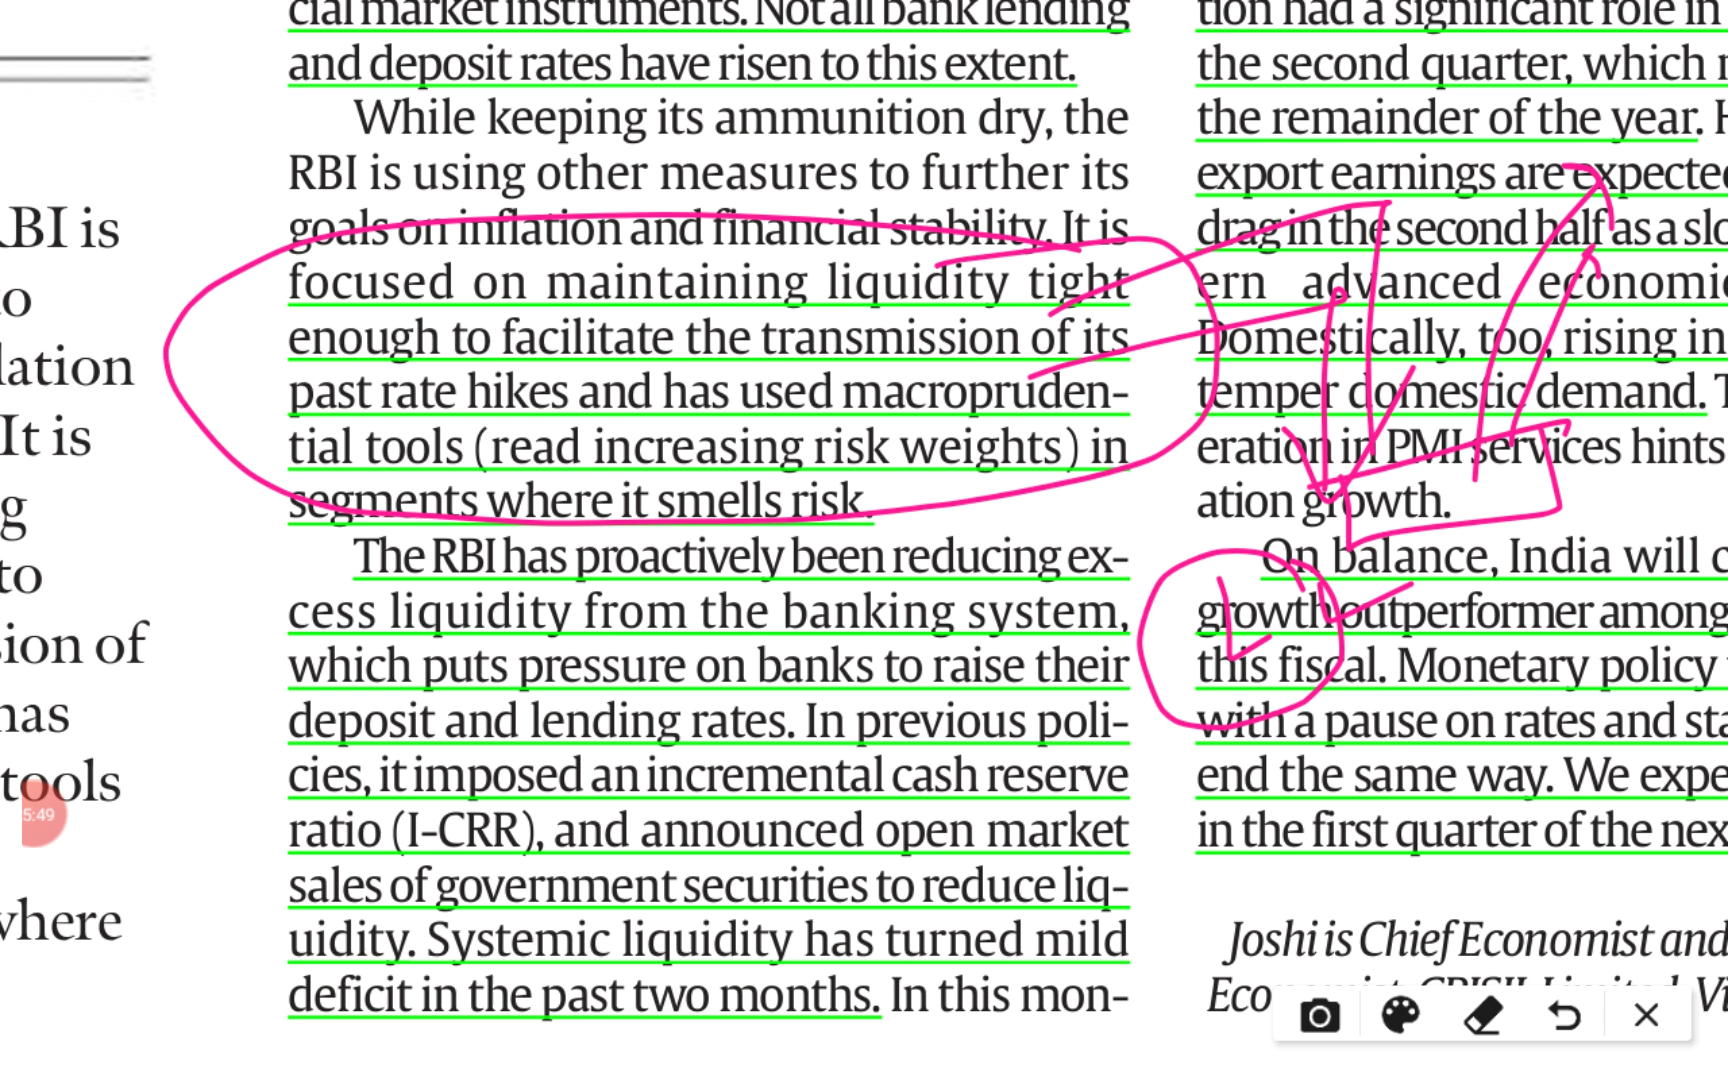 RBI is
to
lation
It is
g
to
sion of
has
tools
5:49
where
cial market instruments. Not all bank lending
and deposit rates have risen to this extent.
While keeping its ammunition dry, the
RBI is using other measures to further its
goals on inflation and financial stability. It is
focused on maintaining liquidity tight
enough to facilitate the transmission of its
past rate hikes and has used macropruden-
tial tools (read increasing risk weights) in
segments where it smells risk.
The RBI has proactively been reducing ex-
cess liquidity from the banking system,
which puts pressure on banks to raise their
deposit and lending rates. In previous poli-
cies, it imposed an incremental cash reserve
ratio (I-CRR), and announced open market
sales of government securities to reduce liq-
uidity. Systemic liquidity has turned mild
deficit in the past two months. In this mon-
tion had a significant role in
the second quarter, which
the remainder of the year.
export earnings are expected
drag in the second half as a slo
ern advanced economie
Domestically, too, rising in
temper domestic demand.
eration in PMI services hints
ation growth.
On balance, India will
growth outperformer among
this fiscal. Monetary policy
with a pause on rates and sta
end the same way. We expe
in the first quarter of the nex
Joshi is Chief Economist and
Economist, CRISIL Limited. Vi